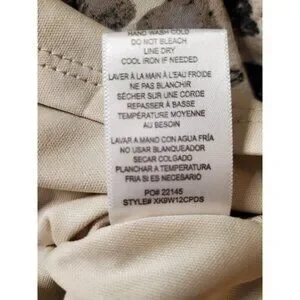 HAND WASH COLD
DO NOT BLEACH
LINE DRY
COOL IRON IF NEEDED
LAVER À LA MAIN À L'EAU FROIDE
NE PAS BLANCHIR
SÉCHER SUR UNE CORDE
REPASSER À BASSE
TEMPÉRATURE MOYENNE
AU BESOIN
LAVAR A MANO CON AGUA FRÍA
NO USAR BLANQUEADOR
SECAR COLGADO
PLANCHAR A TEMPERATURA
FRIA SI ES NECESARIO
PO# 22145
STYLE# XK9W12CPDS